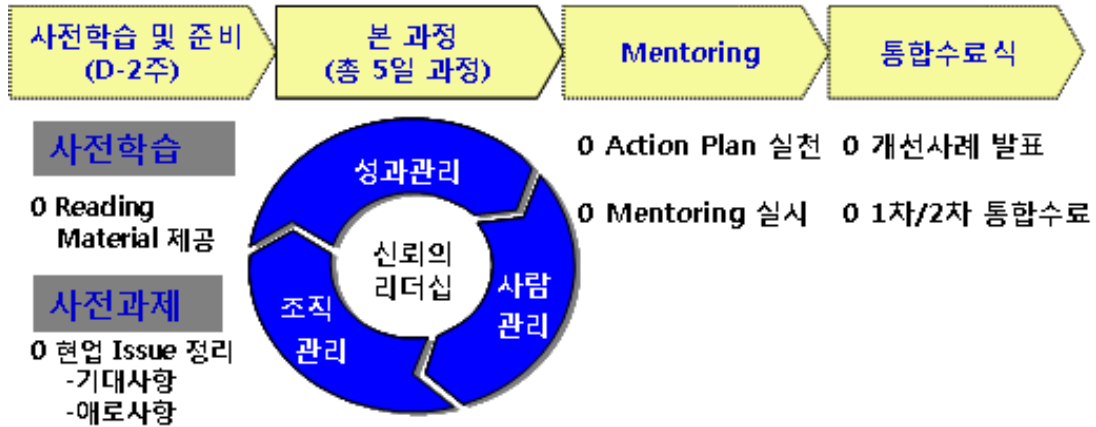 사전학습 및 준비
(D-2주)
본 과정
(총 5일 과정)
Mentoring
통합수료식
사전학습
0 Reading
Material 제공
사전과제
0 현업 Issue 정리
-기대사항
-애로사항
성과관리
신뢰의
리더십
사람
관리
조직
관리
0 Action Plan 실천
0 Mentoring 실시
0 개선사례 발표
0 1차/2차 통합수료